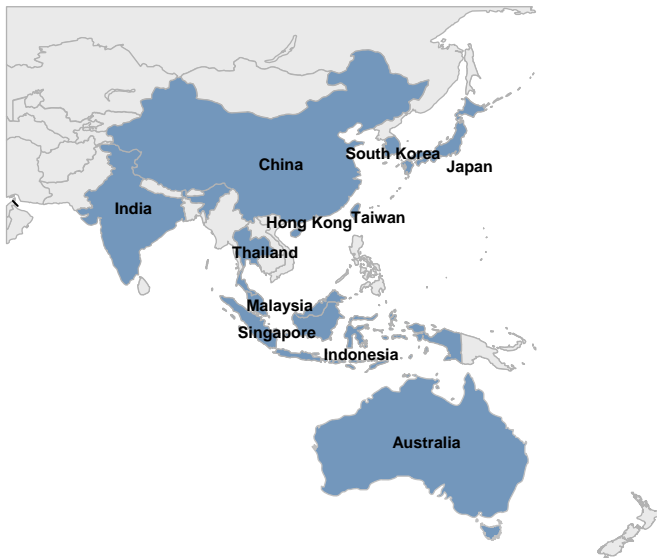 China
South Korea
Japan
India
Hong Kong
Taiwan
Thailand
Malaysia
Singapore
Indonesia
Australia